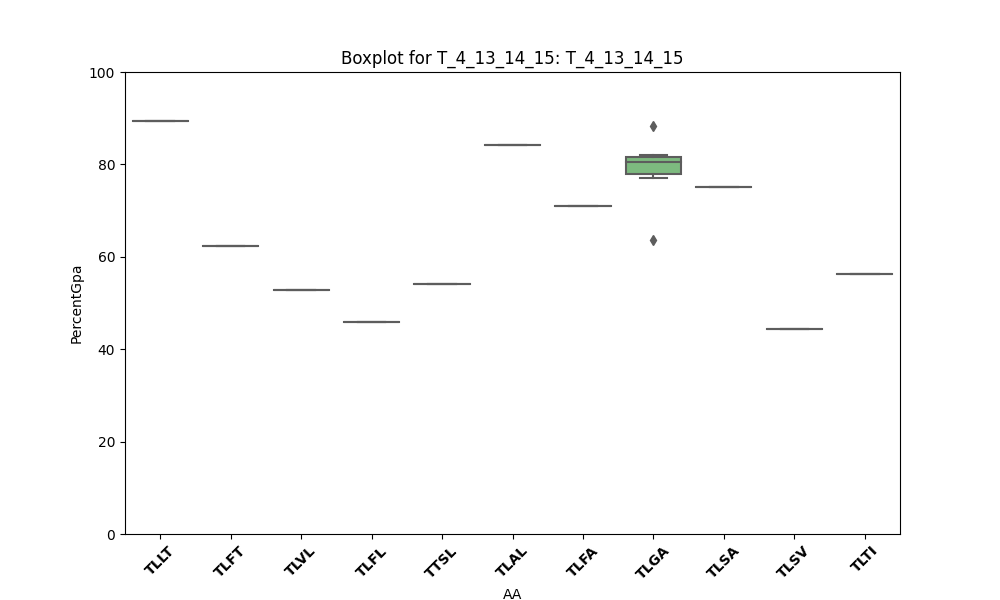 Boxplot for T_4_13_14_15: T_4_13_14_15
100
80
60
40
20
0
PercentGpa
TLLT
TLFT
TLVL
TLFL
TTSL
TLAL
TLFA
TLGA
TLSA
TLSV
TLTI
AA